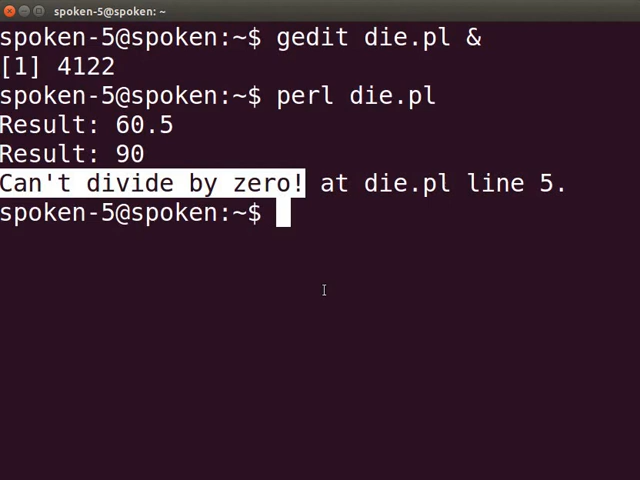 spoken-5@spoken: ~
spoken-5@spoken:~$ gedit die.pl &
[1] 4122
spoken-5@spoken:~$ perl die.pl
Result: 60.5
Result: 90
Can't divide by zero! at die.pl line 5.
spoken-5@spoken:~$